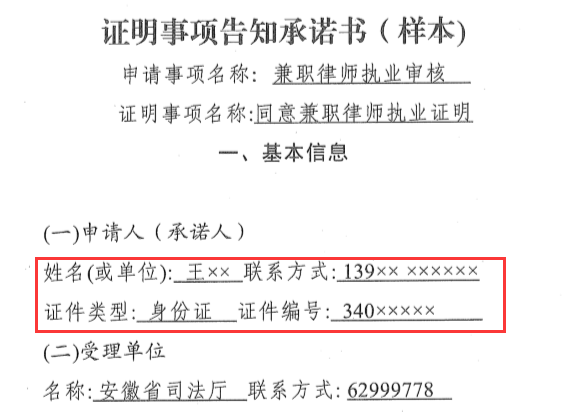 证明事项告知承诺书（样本)
申请事项名称：兼职律师执业审核
证明事项名称:同意兼职律师执业证明
一、基本信息
(一)申请人（承诺人）
姓名(或单位): 王×× 联系方式: 139×× ××××××
证件类型: 身份证 证件编号: 340×××××
(二)受理单位
名称: 安徽省司法厅 联系方式: 62999778